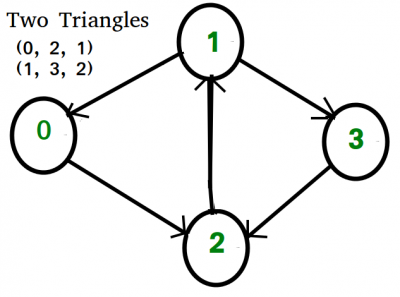 Two Triangles
(0, 2, 1)
(1, 3, 2)
1
0
3
2